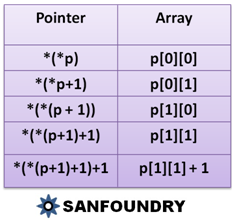 Pointer Array
*(*p) p[0][0]
*(*p+1) p[0][1]
*(*(p + 1)) p[1][0]
*(*(p+1)+1) p[1][1]
*(*(p+1)+1)+1 p[1][1] + 1
SANFOUNDRY